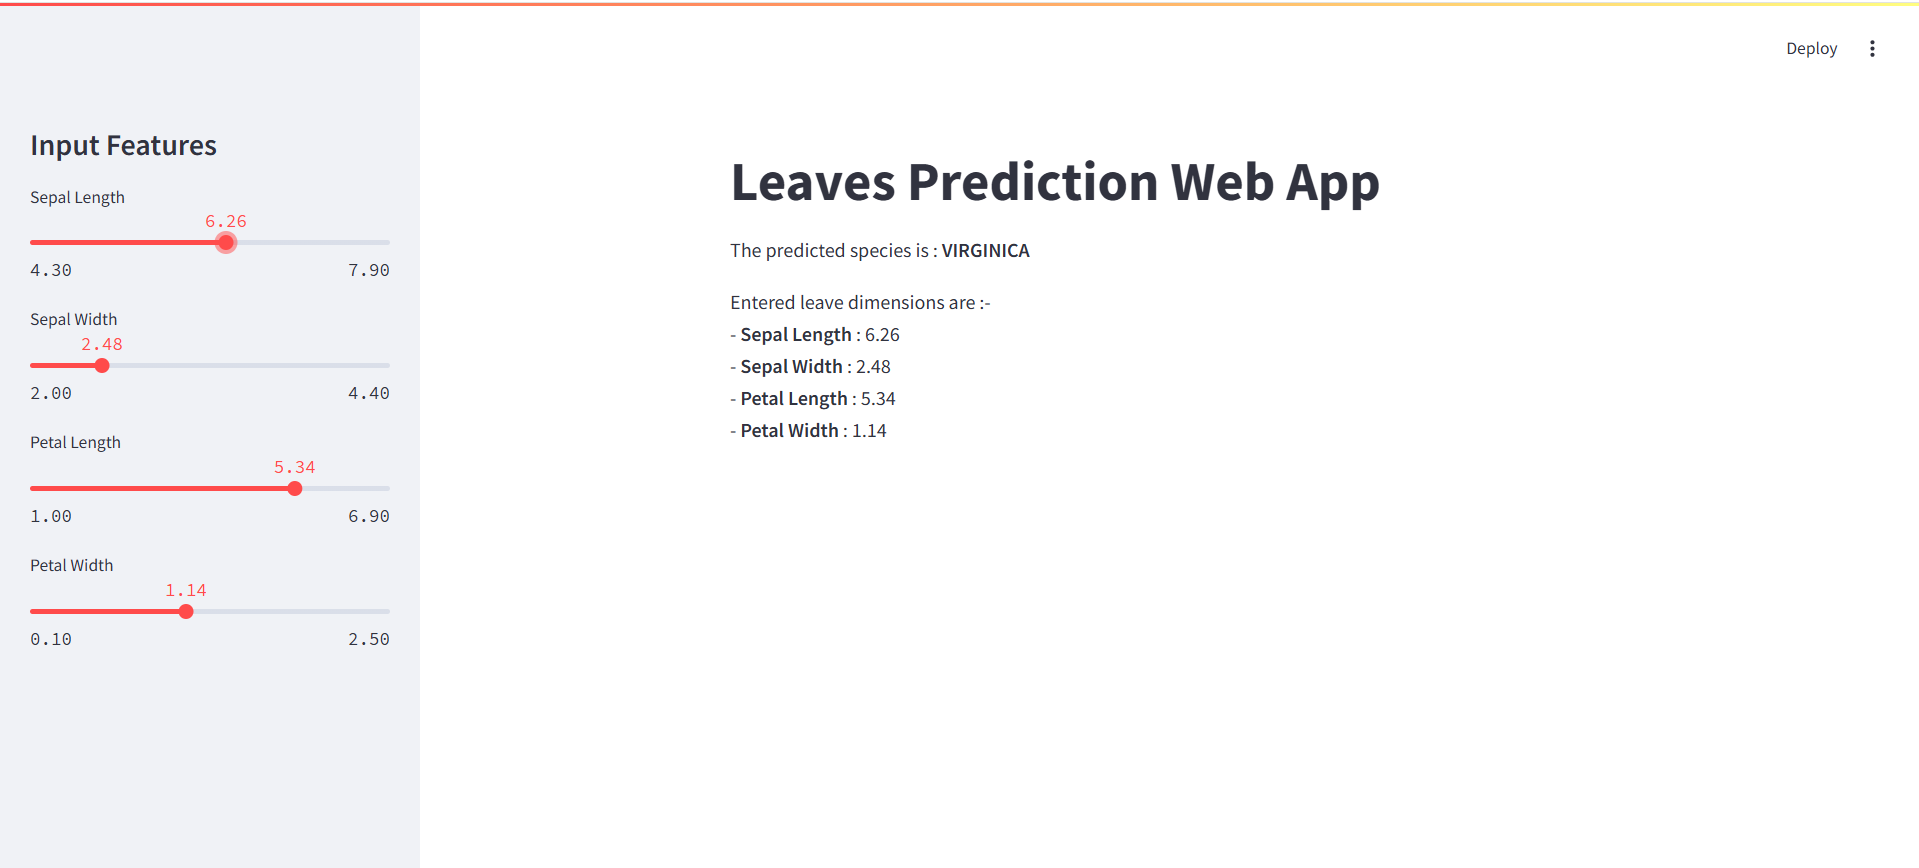 Deploy
Input Features
Sepal Length
6.26
4.30 7.90
Sepal Width
2.48
2.00 4.40
Petal Length
5.34
1.00 6.90
Petal Width
1.14
0.10 2.50
Leaves Prediction Web App
The predicted species is : VIRGINICA
Entered leave dimensions are :-
- Sepal Length : 6.26
- Sepal Width : 2.48
- Petal Length : 5.34
- Petal Width : 1.14